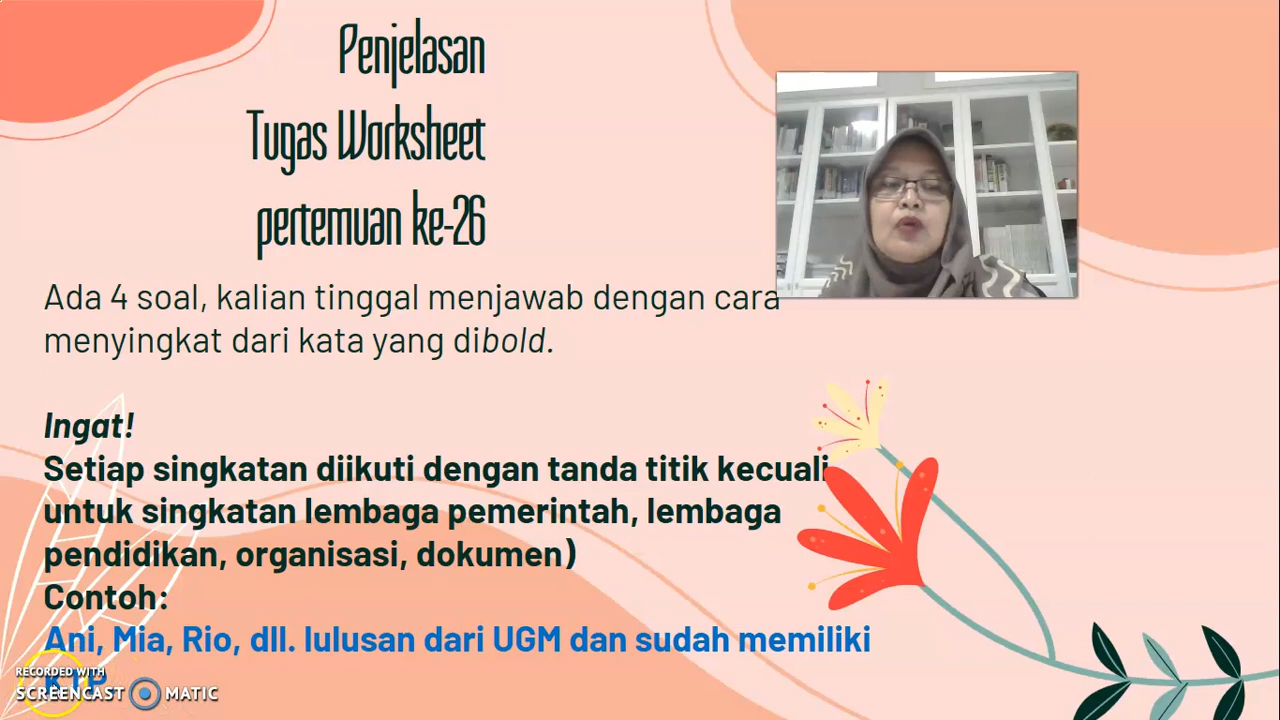 Penjelasan
Tugas Worksheet
pertemuan ke-26
Ada 4 soal, kalian tinggal menjawab dengan cara
menyingkat dari kata yang dibold.
Ingat!
Setiap singkatan diikuti dengan tanda titik kecuali
untuk singkatan lembaga pemerintah, lembaga
pendidikan, organisasi, dokumen)
Contoh:
Ani, Mia, Rio, dll. lulusan dari UGM dan sudah memiliki
KTP
RECORDED WITH
SCREENCAST MATIC